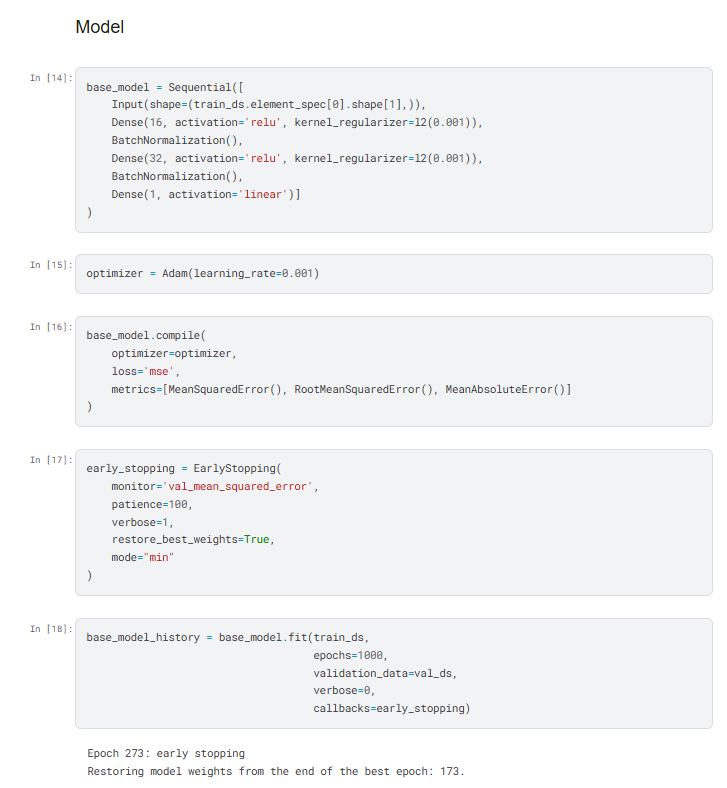 Model
In [14]:
base_model = Sequential([
    Input(shape=(train_ds.element_spec[0].shape[1],)),
    Dense(16, activation='relu', kernel_regularizer=l2(0.001)),
    BatchNormalization(),
    Dense(32, activation='relu', kernel_regularizer=l2(0.001)),
    BatchNormalization(),
    Dense(1, activation='linear')]
)
In [15]:
optimizer = Adam(learning_rate=0.001)
In [16]:
base_model.compile(
    optimizer=optimizer,
    loss='mse',
    metrics=[MeanSquaredError(), RootMeanSquaredError(), MeanAbsoluteError()]
)
In [17]:
early_stopping = EarlyStopping(
    monitor='val_mean_squared_error',
    patience=100,
    verbose=1,
    restore_best_weights=True,
    mode="min"
)
In [18]:
base_model_history = base_model.fit(train_ds,
                                    epochs=1000,
                                    validation_data=val_ds,
                                    verbose=0,
                                    callbacks=early_stopping)
Epoch 273: early stopping
Restoring model weights from the end of the best epoch: 173.